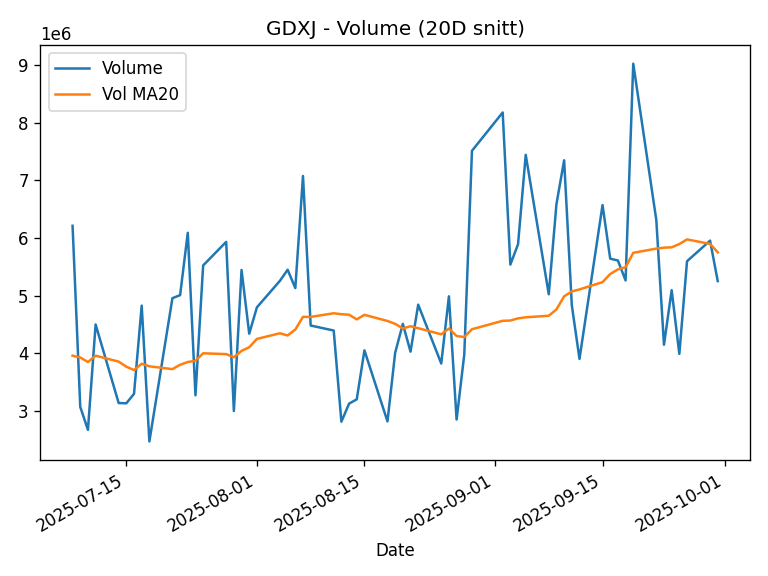 GDXJ - Volume (20D snitt)
1e6
Volume
Vol MA20
9
8
7
6
5
4
3
2025-07-15
2025-08-01
2025-08-15
2025-09-01
2025-09-15
2025-10-01
Date